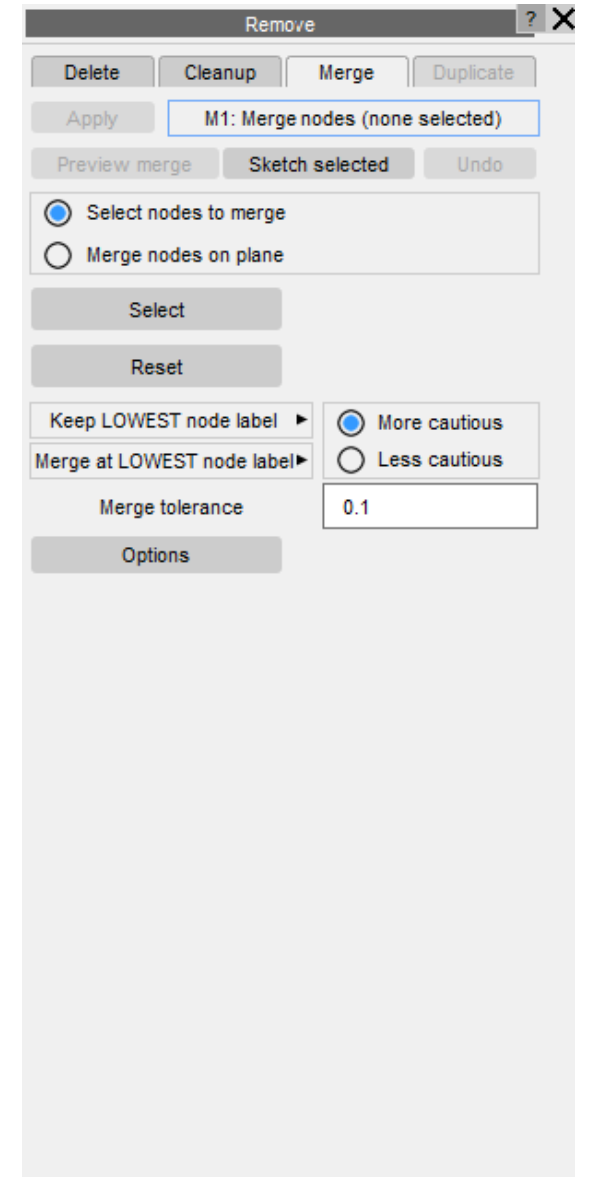 Remove ?
Delete Cleanup Merge Duplicate
Apply M1: Merge nodes (none selected)
Preview merge Sketch selected Undo
Select nodes to merge
Merge nodes on plane
Select
Reset
Keep LOWEST node label More cautious
Merge at LOWEST node label Less cautious
Merge tolerance 0.1
Options